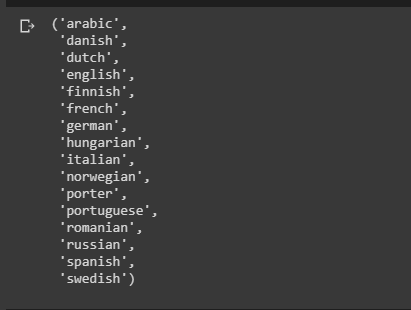 ('arabic',
'danish',
'dutch',
'english',
'finnish',
'french',
'german',
'hungarian',
'italian',
'norwegian',
'porter',
'portuguese',
'romanian',
'russian',
'spanish',
'swedish')